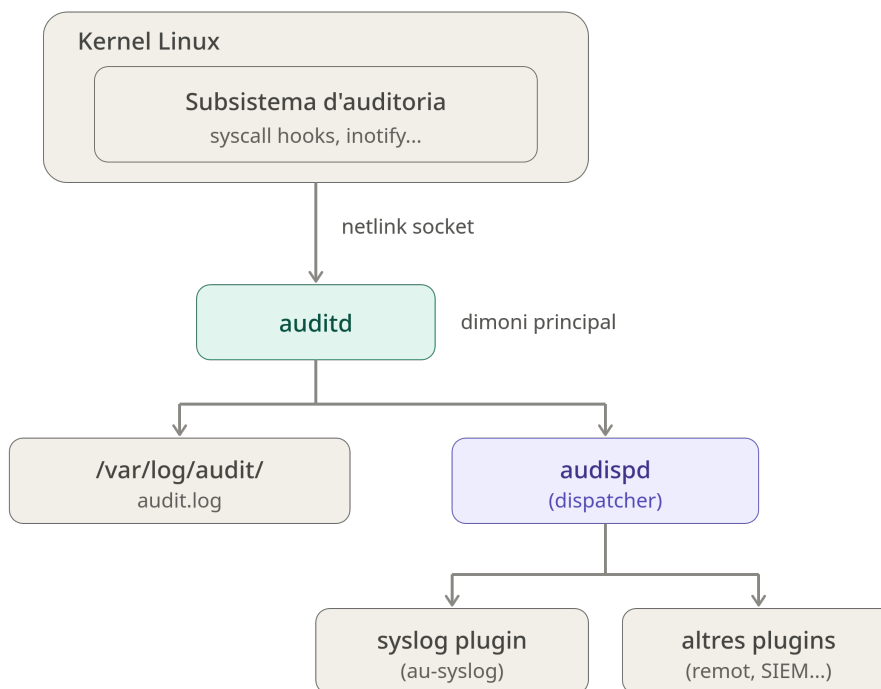 Kernel Linux
Subsistema d'auditoria
syscall hooks, inotify...
netlink socket
auditd
dimoni principal
/var/log/audit/
audit.log
audispd
(dispatcher)
syslog plugin
(au-syslog)
altres plugins
(remot, SIEM...)